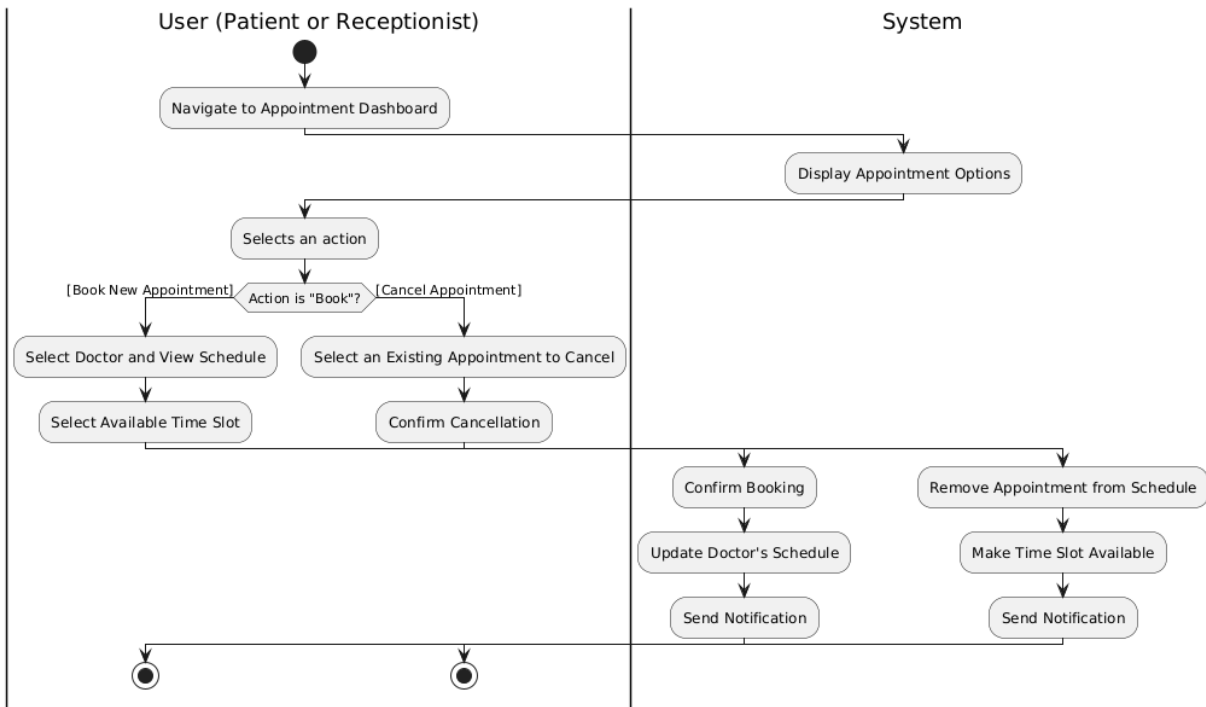 User (Patient or Receptionist)
System
Navigate to Appointment Dashboard
Display Appointment Options
Selects an action
[Book New Appointment]
Action is "Book"?
[Cancel Appointment]
Select Doctor and View Schedule
Select an Existing Appointment to Cancel
Select Available Time Slot
Confirm Cancellation
Confirm Booking
Remove Appointment from Schedule
Update Doctor's Schedule
Make Time Slot Available
Send Notification
Send Notification